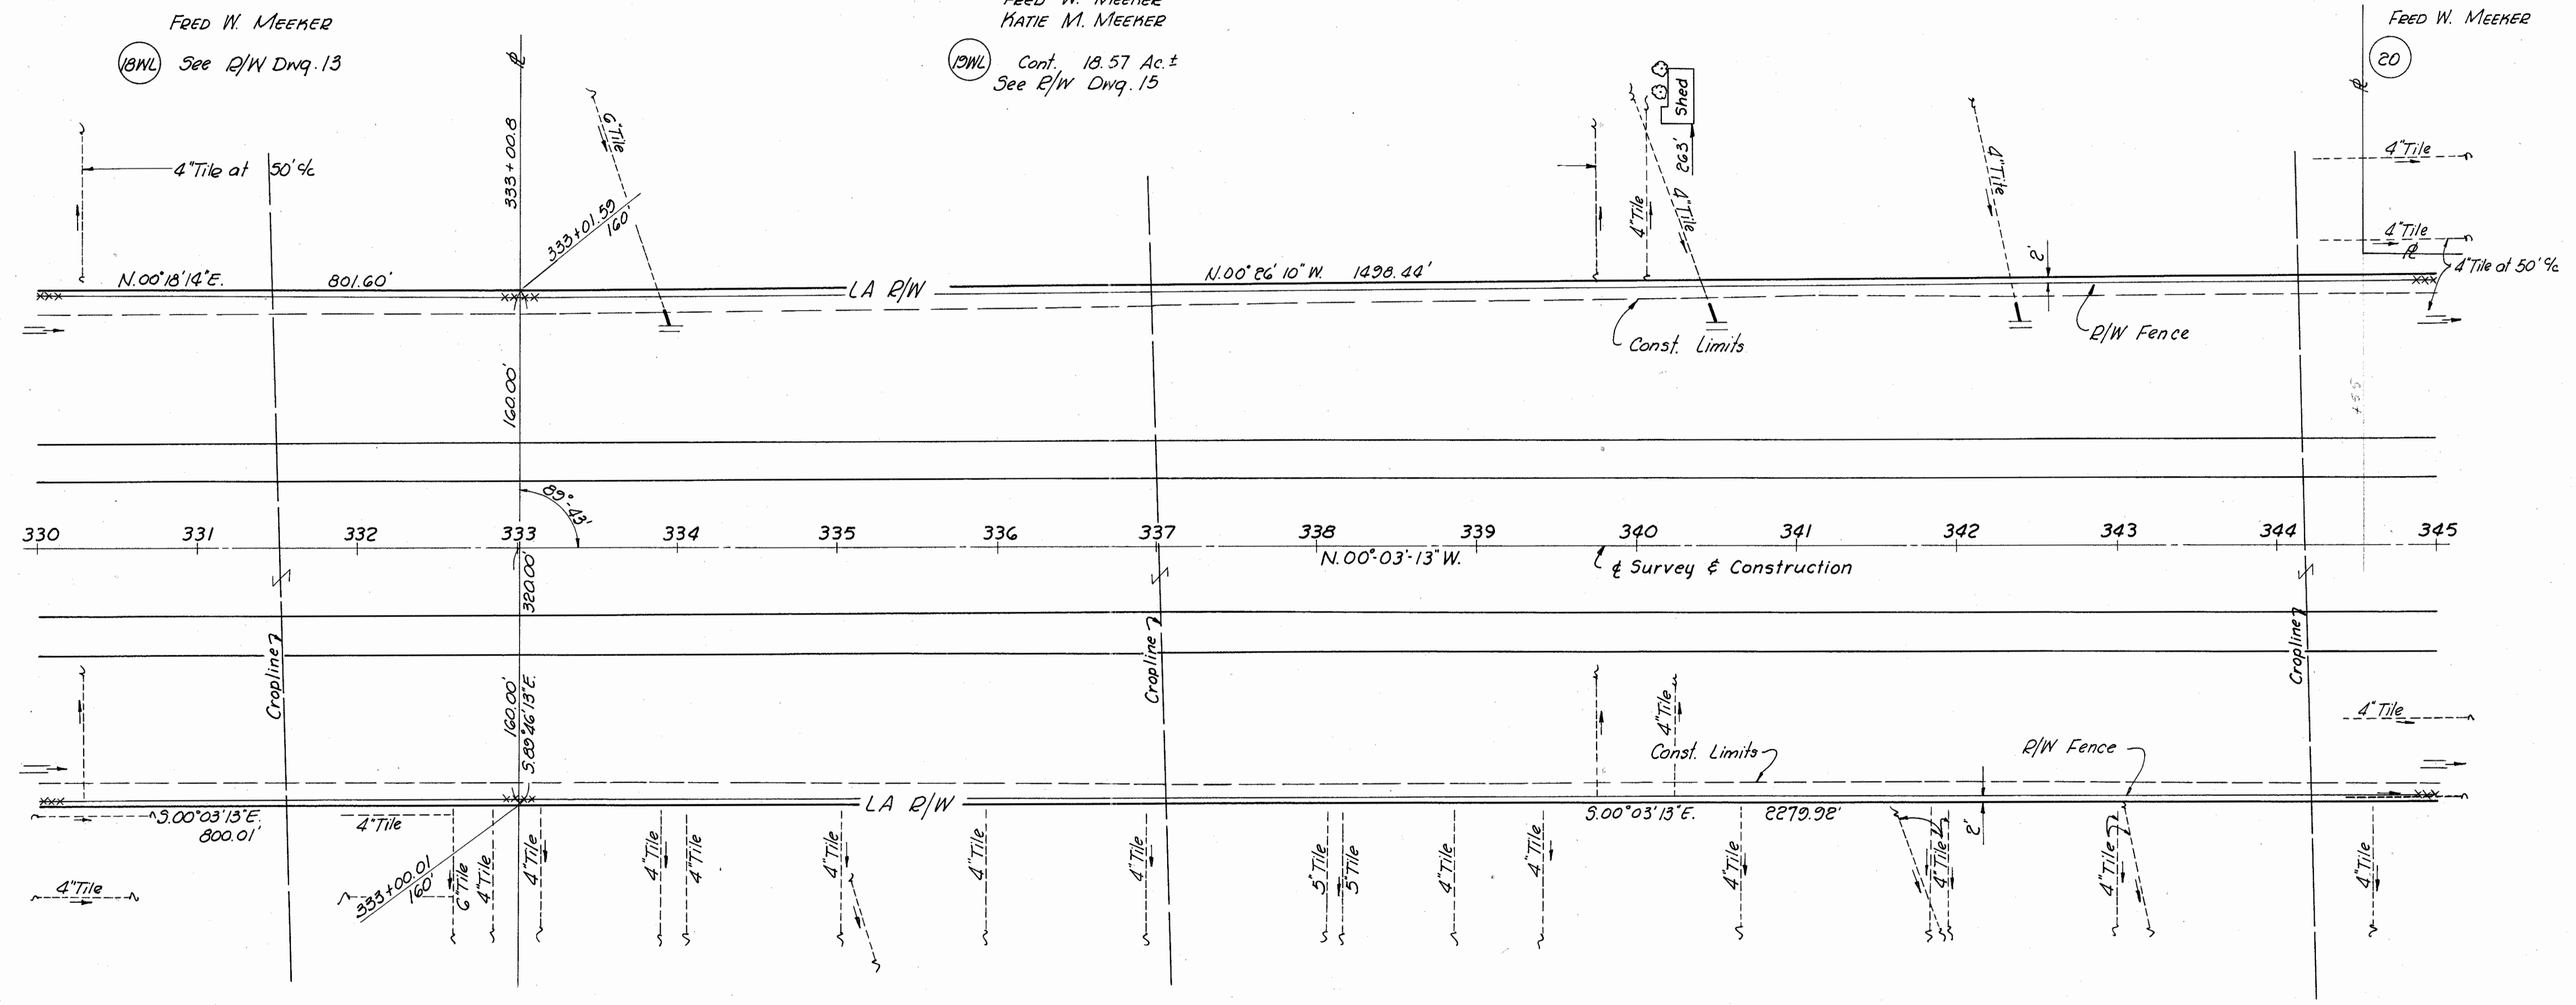 FRED W. MEEKER
18WL See R/W Dwg. 13
FRED W. MEEKER
KATIE M. MEEKER
19WL Cont. 18.57 Ac.±
See R/W Dwg. 15
FRED W. MEEKER
20
4"Tile at 50' c/c
333+00.8
6"Tile
333+01.59
160'
Shed
263'
4"Tile
4"Tile
4"Tile
4"Tile
4"Tile
4"Tile at 50' c/c
2'
N.00°18'14"E. 801.60'
LA R/W
N.00°26'10"W. 1498.44'
Const. Limits
R/W Fence
160.00'
+55
89°-43'
330 331 332 333 334 335 336 337 338 339 340 341 342 343 344 345
N.00°-03'-13"W.
℄ Survey & Construction
320.00'
Cropline
Cropline
Cropline
160.00'
S.89°46'13"E.
4"Tile
4"Tile
Const. Limits
R/W Fence
LA R/W
S.00°03'13"E.
800.01'
S.00°03'13"E. 2279.92'
2'
4"Tile
4"Tile
333+00.01
160'
6"Tile
4"Tile
4"Tile
4"Tile
4"Tile
4"Tile
4"Tile
4"Tile
5"Tile
5"Tile
4"Tile
4"Tile
4"Tile
4"Tile
4"Tile
4"Tile